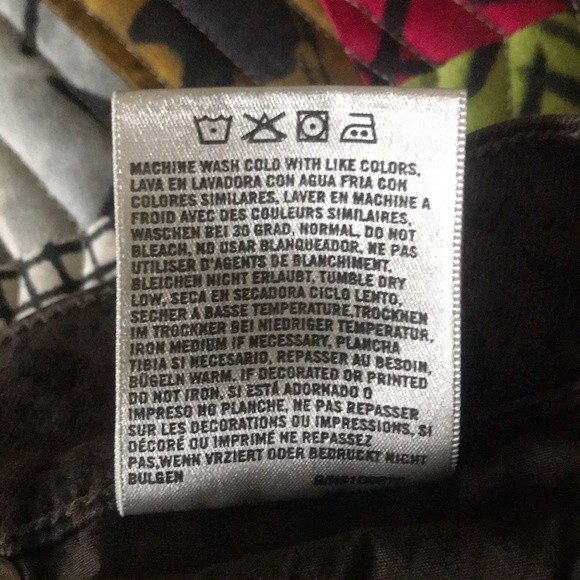 MACHINE WASH COLD WITH LIKE COLORS,
LAVA EN LAVADORA CON AGUA FRIA CON
COLORES SIMILARES, LAVER EN MACHINE A
FROID AVEC DES COULEURS SIMILAIRES,
WASCHEN BEI 30 GRAD, NORMAL, DO NOT
BLEACH, NO USAR BLANQUEADOR, NE PAS
UTILISER D'AGENTS DE BLANCHIMENT,
BLEICHEN NICHT ERLAUBT, TUMBLE DRY
LOW, SECA EN SECADORA CICLO LENTO,
SECHER A BASSE TEMPERATURE,TROCKNEN
IM TROCKNER BEI NIEDRIGER TEMPERATUR,
IRON MEDIUM IF NECESSARY, PLANCHA
TIBIA SI NECESARIO, REPASSER AU BESOIN,
BÜGELN WARM, IF DECORATED OR PRINTED
DO NOT IRON, SI ESTÁ ADORNADO O
IMPRESO NO PLANCHE, NE PAS REPASSER
SUR LES DECORATIONS OU IMPRESSIONS, SI
DÉCORÉ OU IMPRIMÉ NE REPASSEZ
PAS,WENN VRZIERT ODER BEDRUCKT NICHT
BULGEN